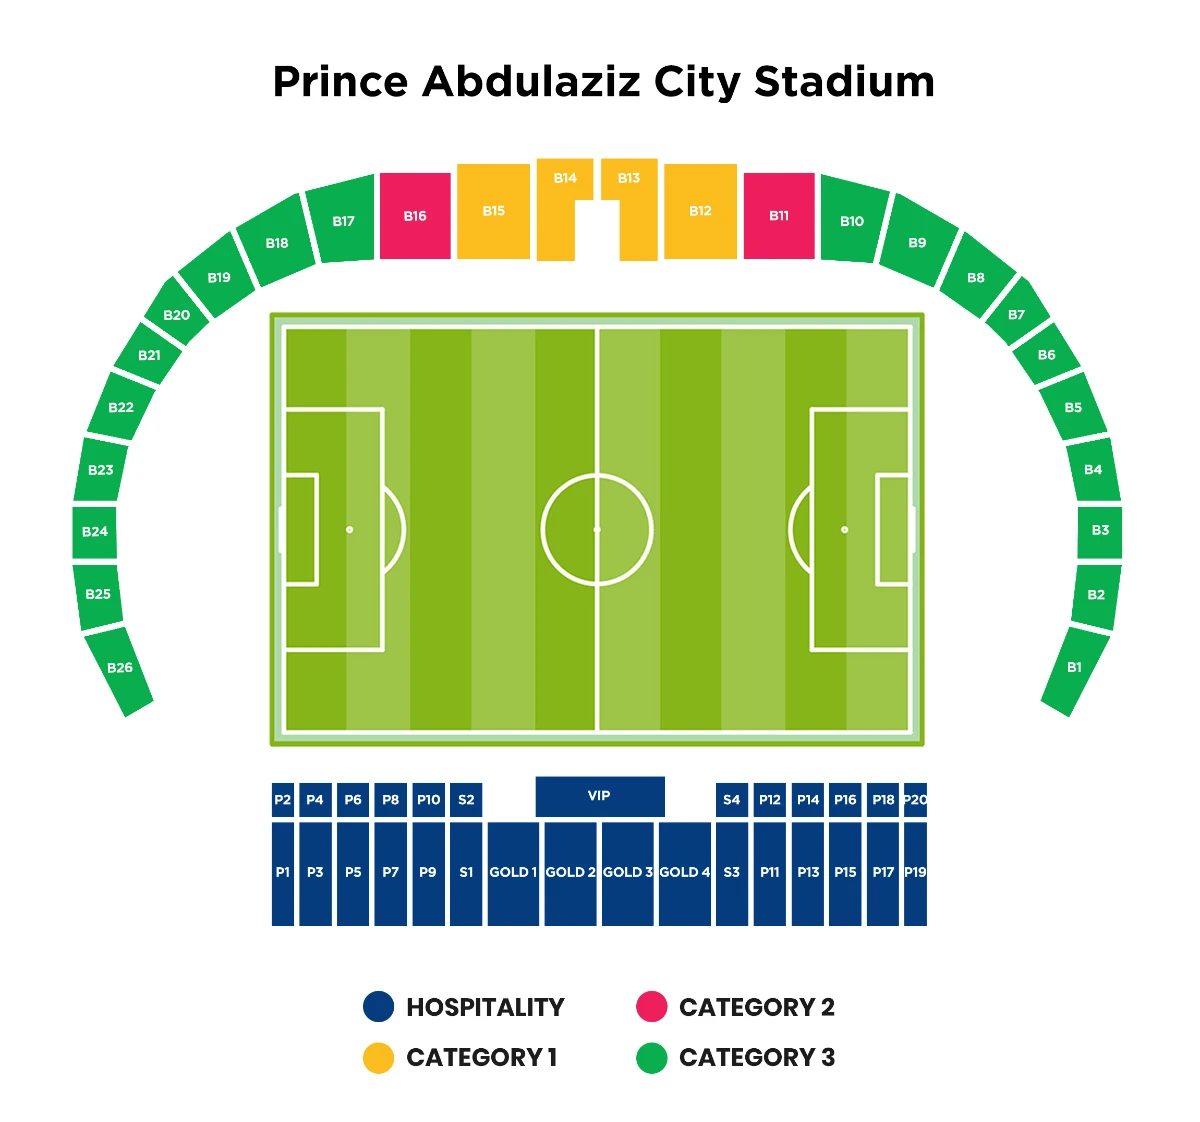 Prince Abdulaziz City Stadium
B14 B13
B15 B12
B16 B11
B17 B10
B18 B9
B19 B8
B20 B7
B21 B6
B22 B5
B23 B4
B24 B3
B25 B2
B26 B1
VIP
P2 P4 P6 P8 P10 S2 S4 P12 P14 P16 P18 P20
P1 P3 P5 P7 P9 S1 GOLD 1 GOLD 2 GOLD 3 GOLD 4 S3 P11 P13 P15 P17 P19
HOSPITALITY CATEGORY 2
CATEGORY 1 CATEGORY 3